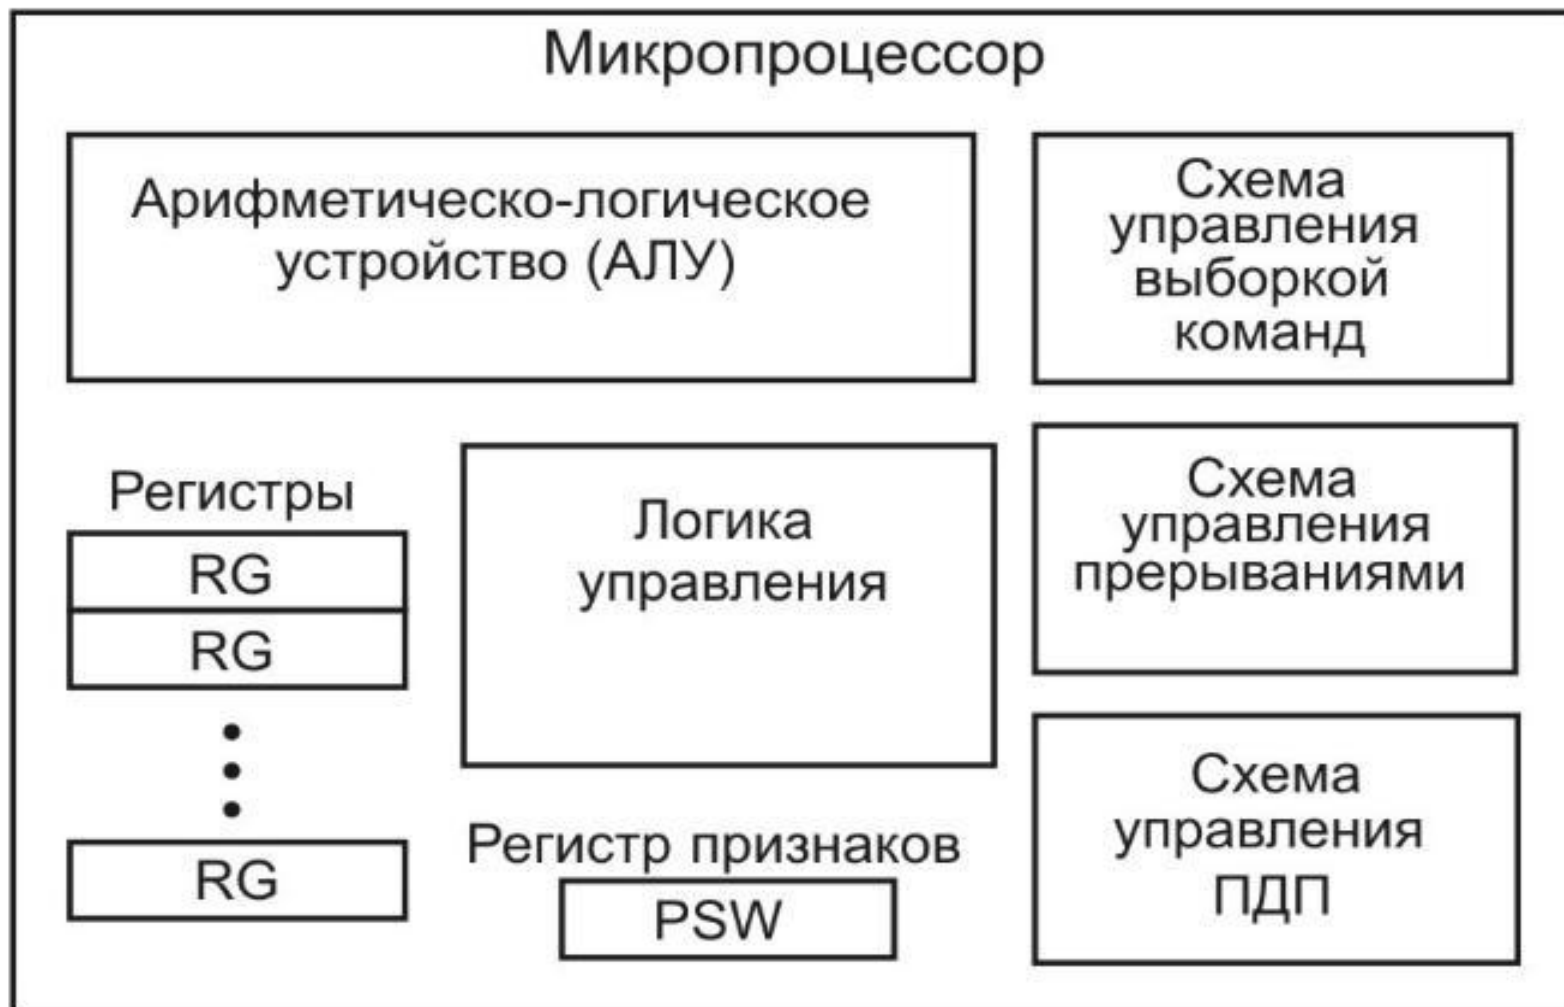 Микропроцессор
Арифметическо-логическое
устройство (АЛУ)
Схема
управления
выборкой
команд
Регистры
RG
RG
RG
Логика
управления
Регистр признаков
PSW
Схема
управления
прерываниями
Схема
управления
ПДП